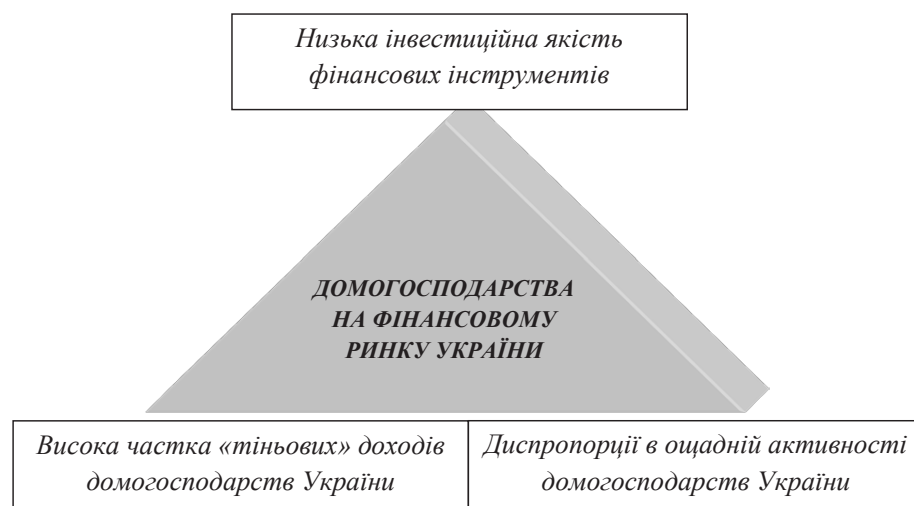 Низька інвестиційна якість
фінансових інструментів
ДОМОГОСПОДАРСТВА
НА ФІНАНСОВОМУ
РИНКУ УКРАЇНИ
Висока частка «тіньових» доходів
домогосподарств України
Диспропорції в ощадній активності
домогосподарств України